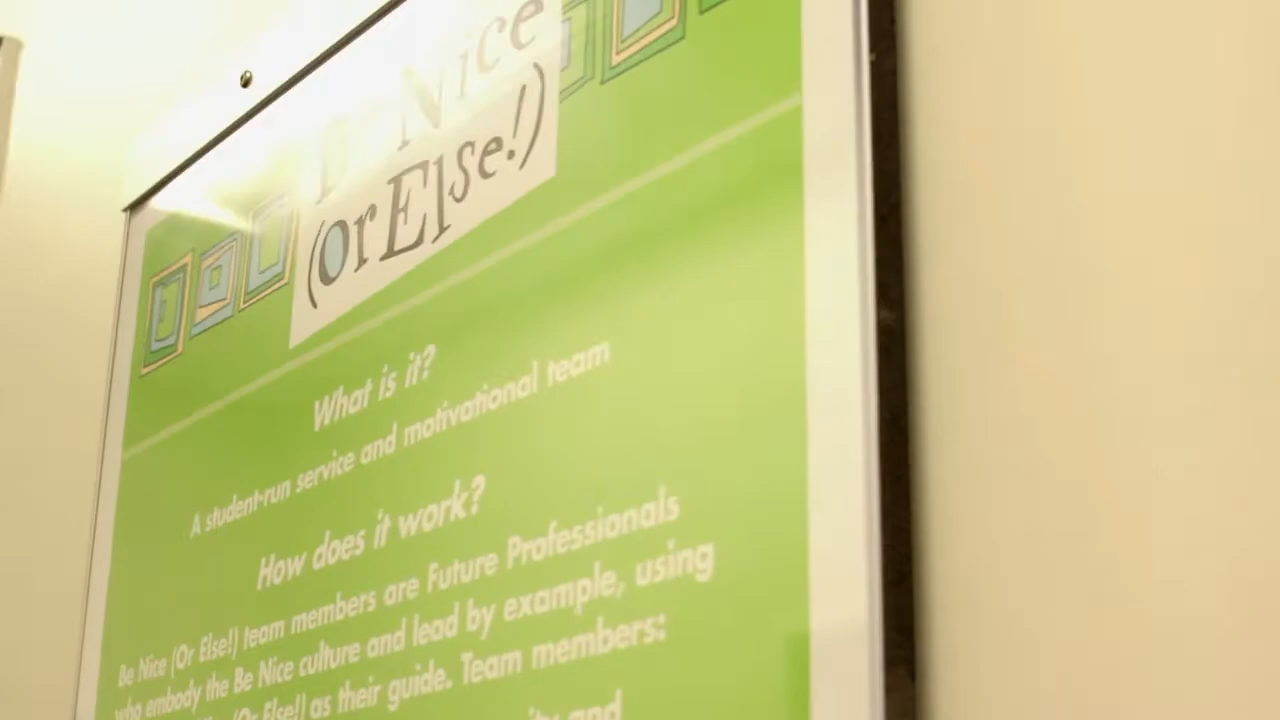 Be Nice
(or Else!)
What is it?
A student-run service and motivational team
How does it work?
Be Nice (Or Else!) team members are Future Professionals
who embody the Be Nice culture and lead by example, using
(Or Else!) as their guide. Team members:
and